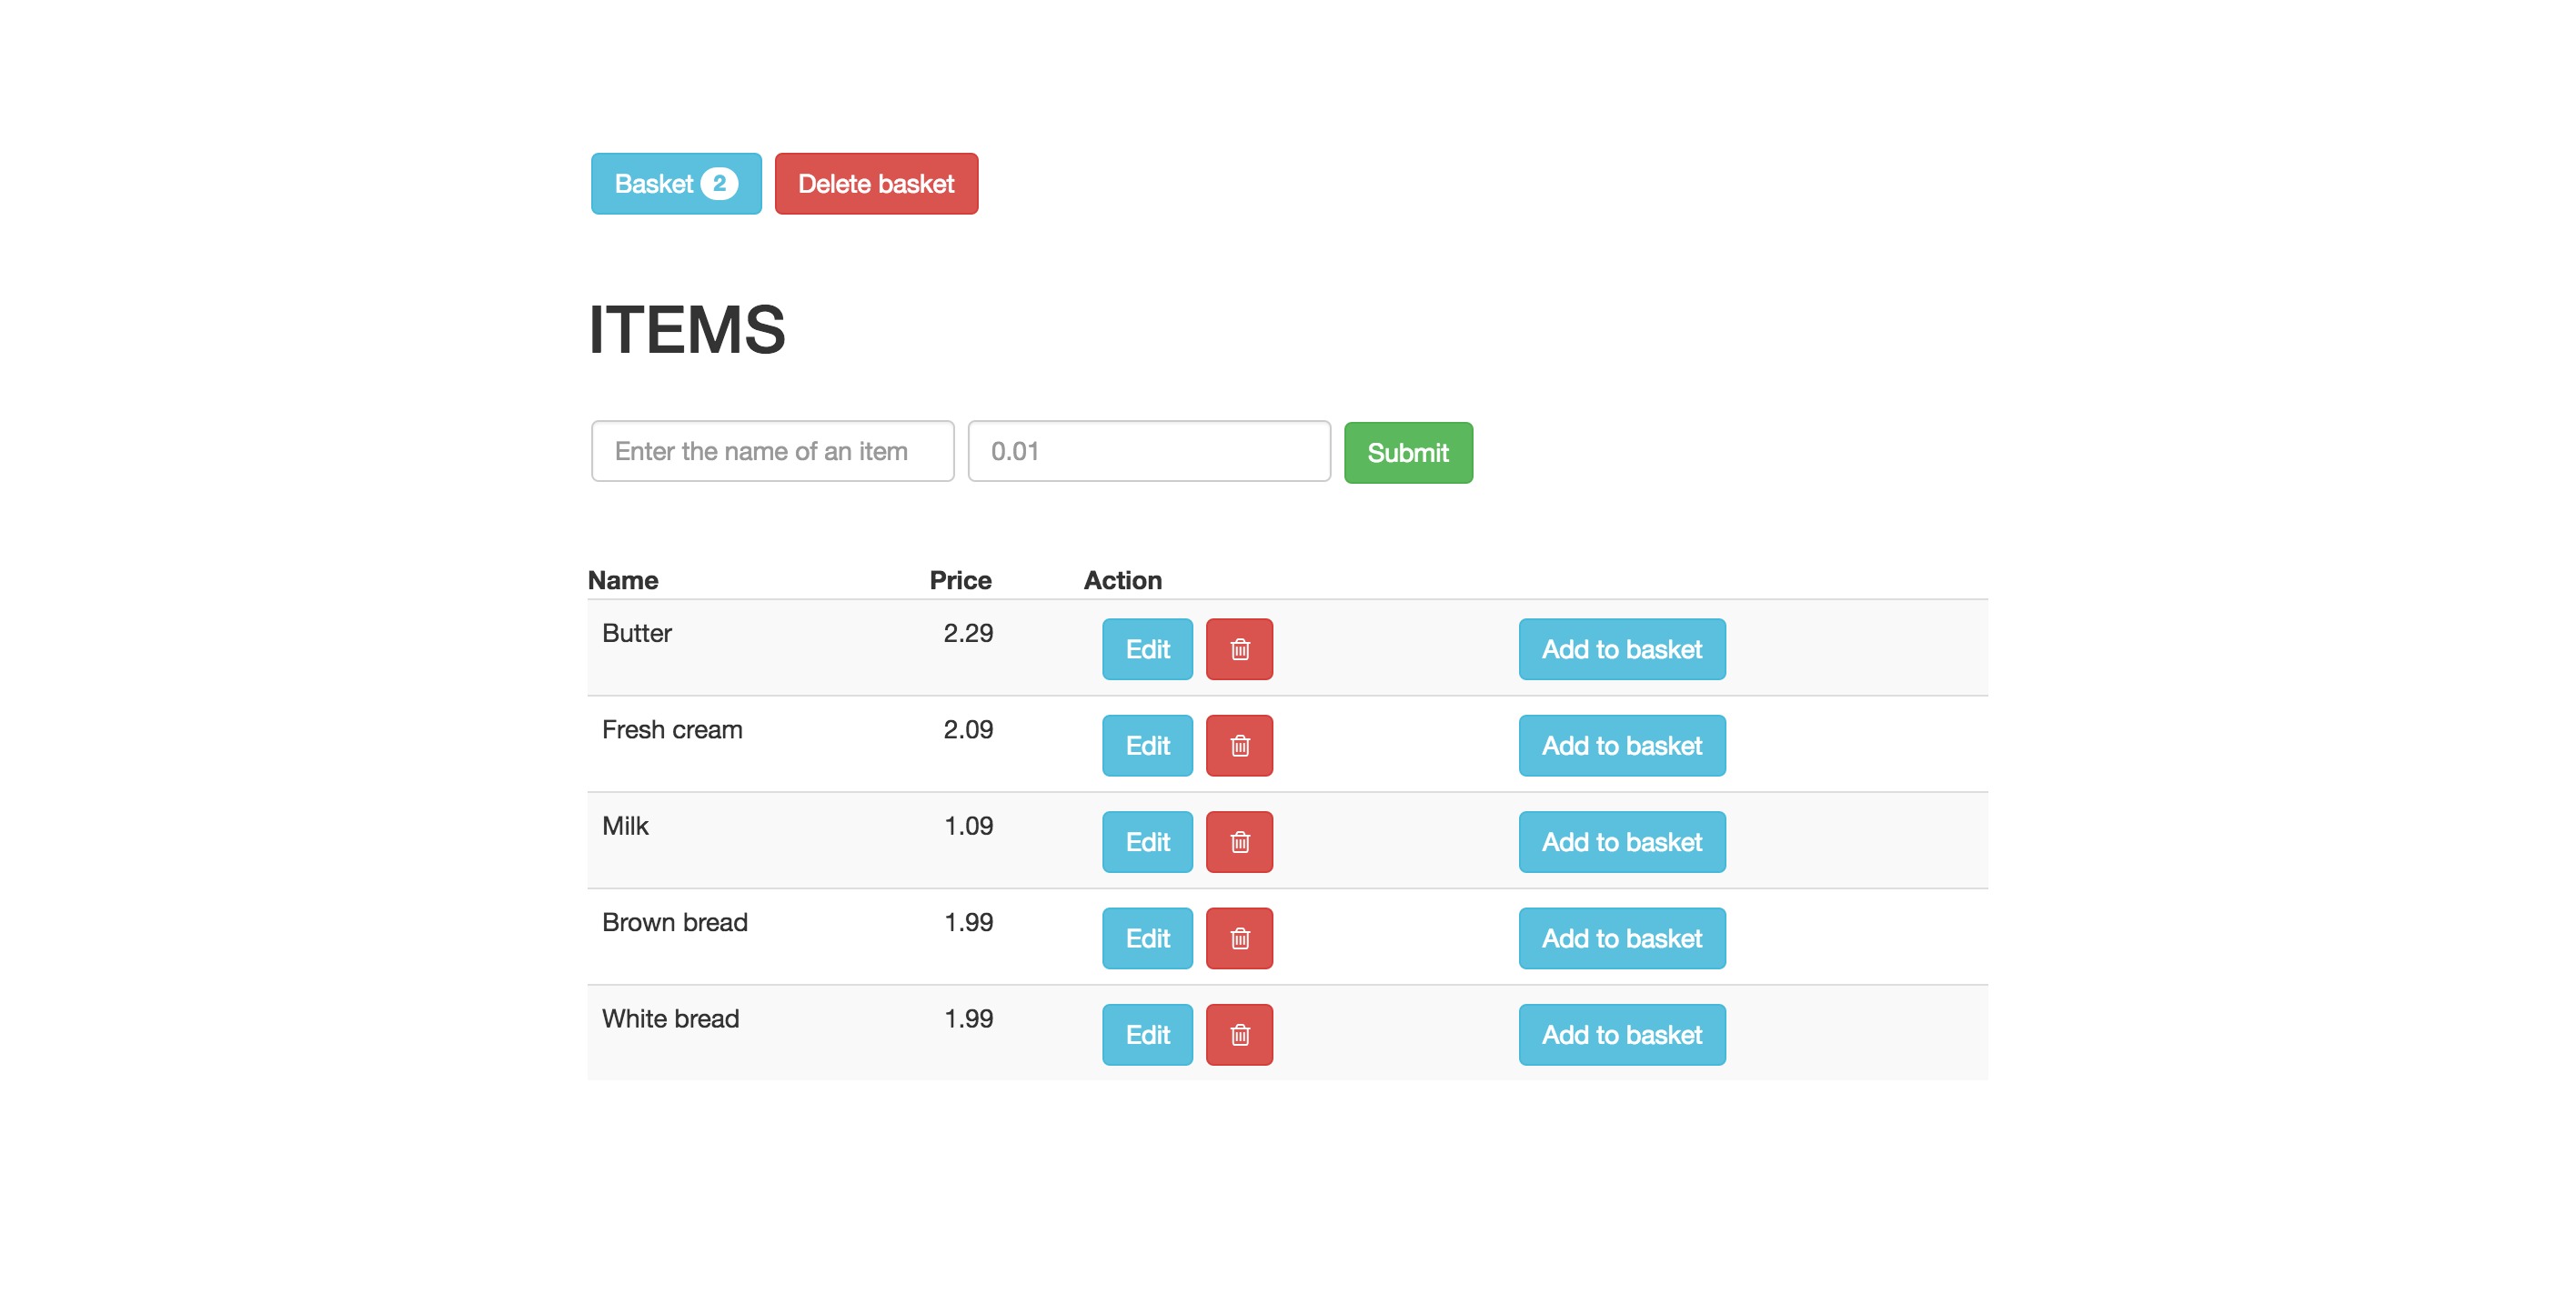 Basket 2 Delete basket
ITEMS
Enter the name of an item 0.01 Submit
Name Price Action
Butter 2.29 Edit Add to basket
Fresh cream 2.09 Edit Add to basket
Milk 1.09 Edit Add to basket
Brown bread 1.99 Edit Add to basket
White bread 1.99 Edit Add to basket